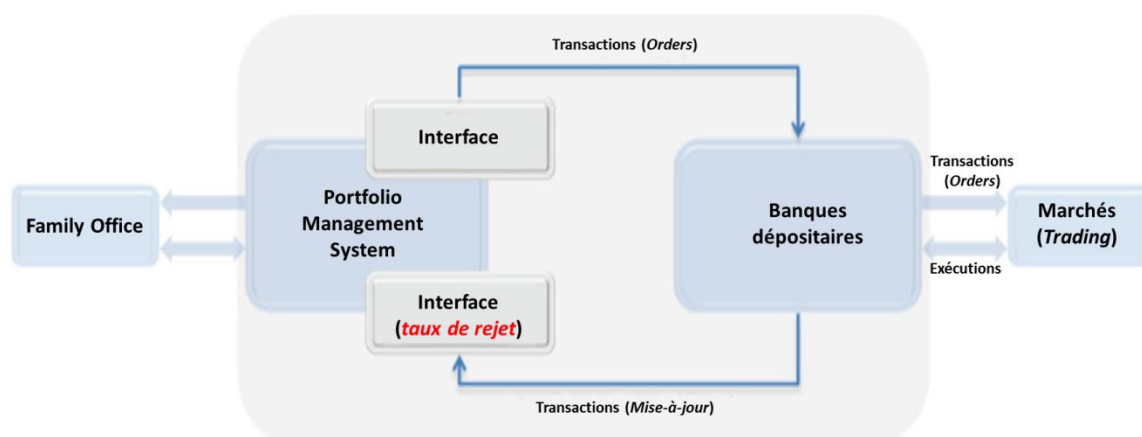 Transactions (Orders)
Interface
Transactions
(Orders)
Portfolio
Management
System
Family Office
Banques
dépositaires
Marchés
(Trading)
Exécutions
Interface
(taux de rejet)
Transactions (Mise-à-jour)